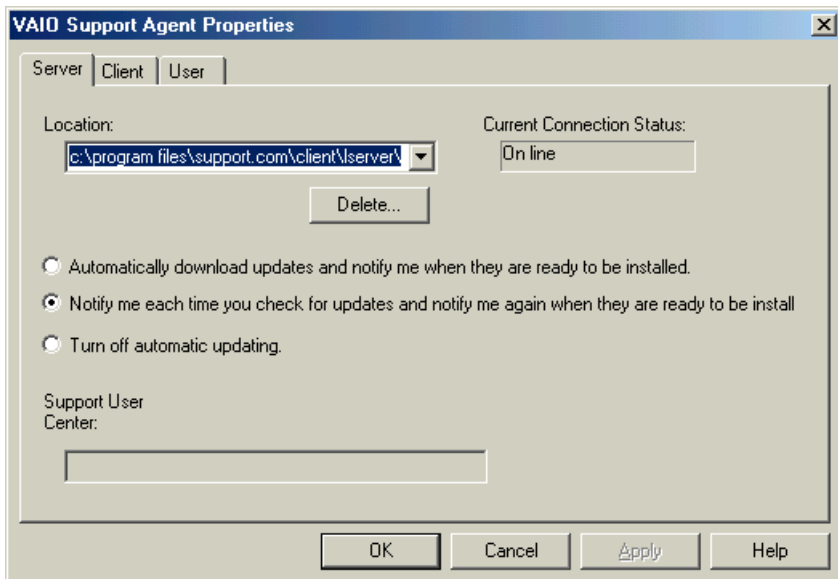 VAIO Support Agent Properties
Server Client User
Location: Current Connection Status:
c:\program files\support.com\client\lserver\ On line
Delete...
Automatically download updates and notify me when they are ready to be installed.
Notify me each time you check for updates and notify me again when they are ready to be install
Turn off automatic updating.
Support User
Center:
OK Cancel Apply Help